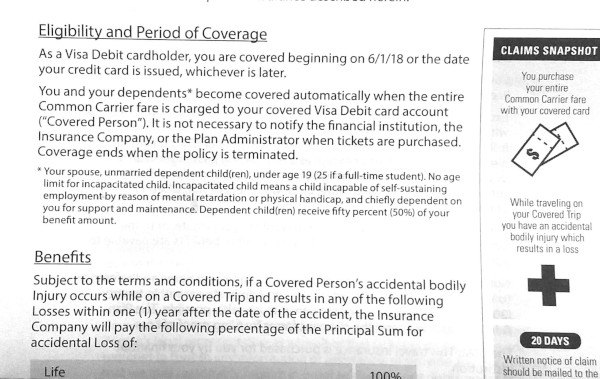 Eligibility and Period of Coverage
As a Visa Debit cardholder, you are covered beginning on 6/1/18 or the date
your credit card is issued, whichever is later.
You and your dependents* become covered automatically when the entire
Common Carrier fare is charged to your covered Visa Debit card account
("Covered Person"). It is not necessary to notify the financial institution, the
Insurance Company, or the Plan Administrator when tickets are purchased.
Coverage ends when the policy is terminated.
* Your spouse, unmarried dependent child(ren), under age 19 (25 if a full-time student). No age
limit for incapacitated child. Incapacitated child means a child incapable of self-sustaining
employment by reason of mental retardation or physical handicap, and chiefly dependent on
you for support and maintenance. Dependent child(ren) receive fifty percent (50%) of your
benefit amount.
Benefits
Subject to the terms and conditions, if a Covered Person's accidental bodily
Injury occurs while on a Covered Trip and results in any of the following
Losses within one (1) year after the date of the accident, the Insurance
Company will pay the following percentage of the Principal Sum for
accidental Loss of:
Life 100%
CLAIMS SNAPSHOT
You purchase
your entire
Common Carrier fare
with your covered card
$
While traveling on
your Covered Trip
you have an accidental
bodily injury which
results in a loss
20 DAYS
Written notice of claim
should be mailed to the